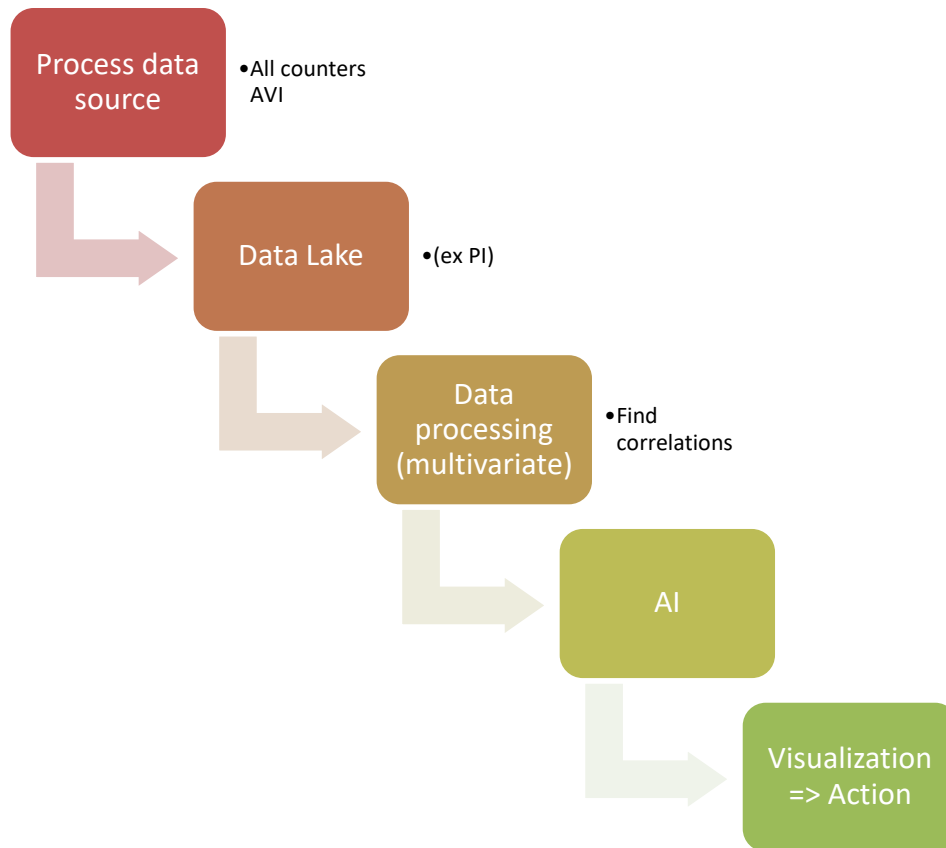 Process data
source
•All counters
AVI
Data Lake
•(ex PI)
Data
processing
(multivariate)
•Find
correlations
AI
Visualization
=> Action